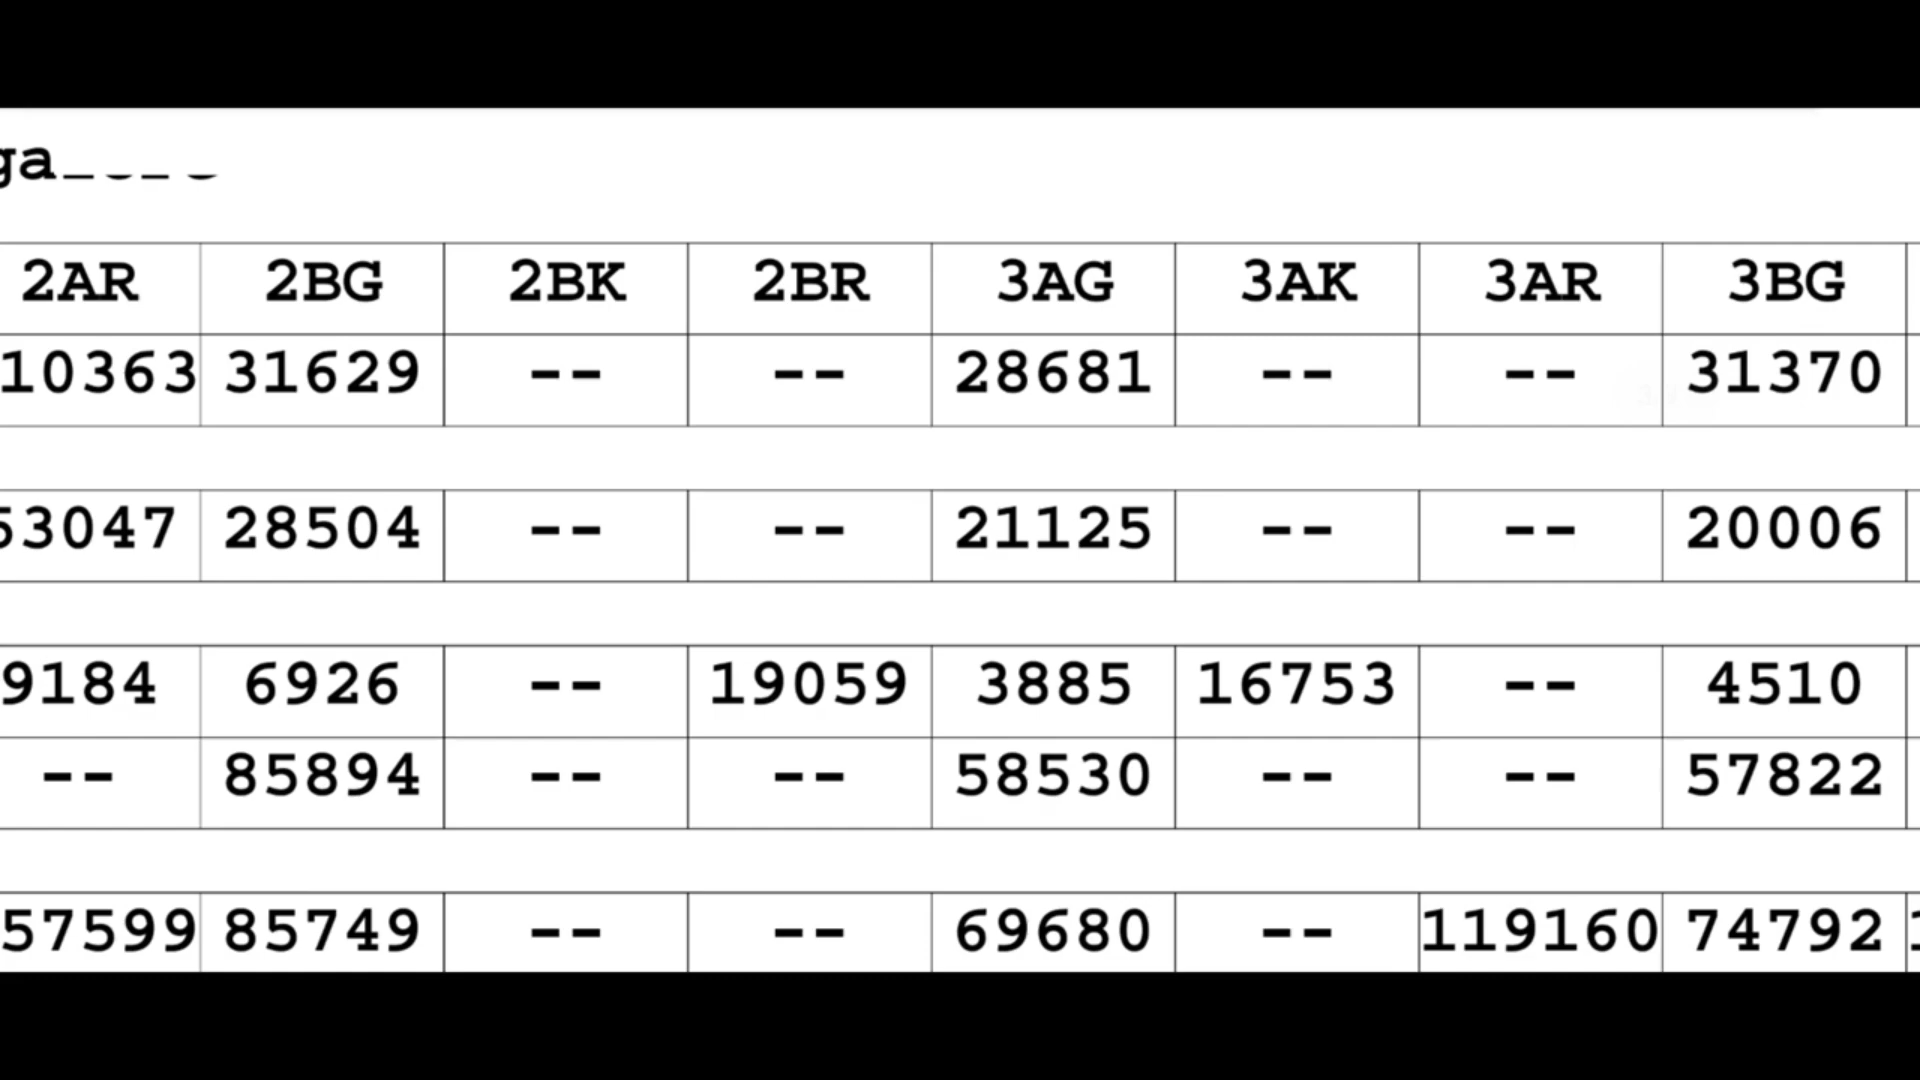 ga
2AR 2BG 2BK 2BR 3AG 3AK 3AR 3BG
10363 31629 -- -- 28681 -- -- 31370
53047 28504 -- -- 21125 -- -- 20006
9184 6926 -- 19059 3885 16753 -- 4510
-- 85894 -- -- 58530 -- -- 57822
57599 85749 -- -- 69680 -- 119160 74792